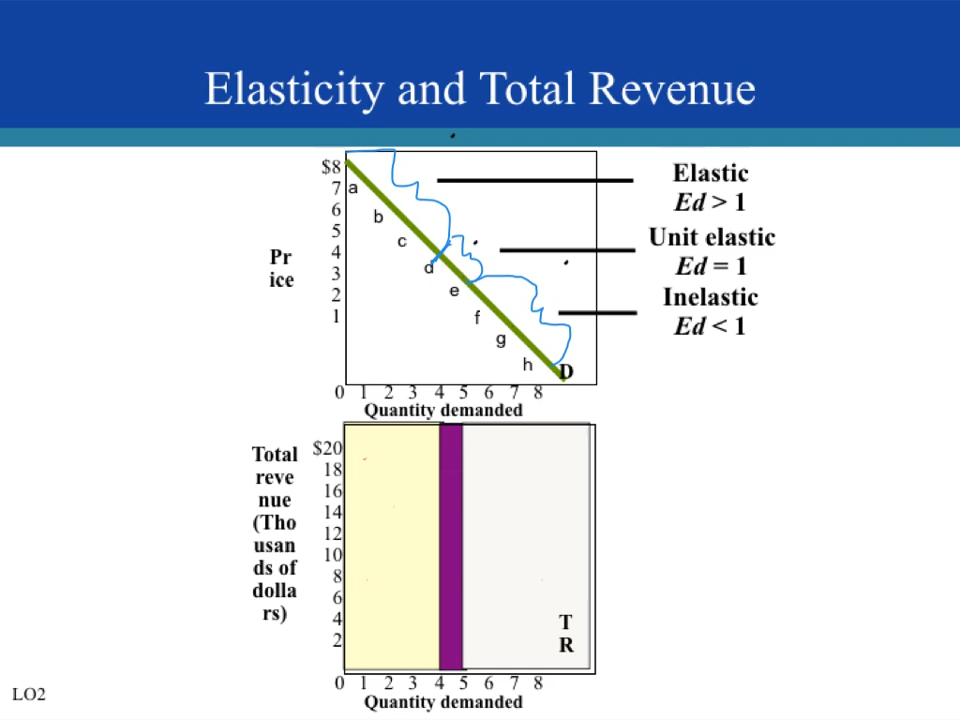 Elasticity and Total Revenue
$8
7
6
5
4
3
2
1
Pr
ice
a
b
c
d
e
f
g
h
D
Elastic
Ed > 1
Unit elastic
Ed = 1
Inelastic
Ed < 1
0 1 2 3 4 5 6 7 8
Quantity demanded
Total
reve
nue
(Tho
usan
ds of
dolla
rs)
$20
18
16
14
12
10
8
6
4
2
T
R
0 1 2 3 4 5 6 7 8
Quantity demanded
LO2